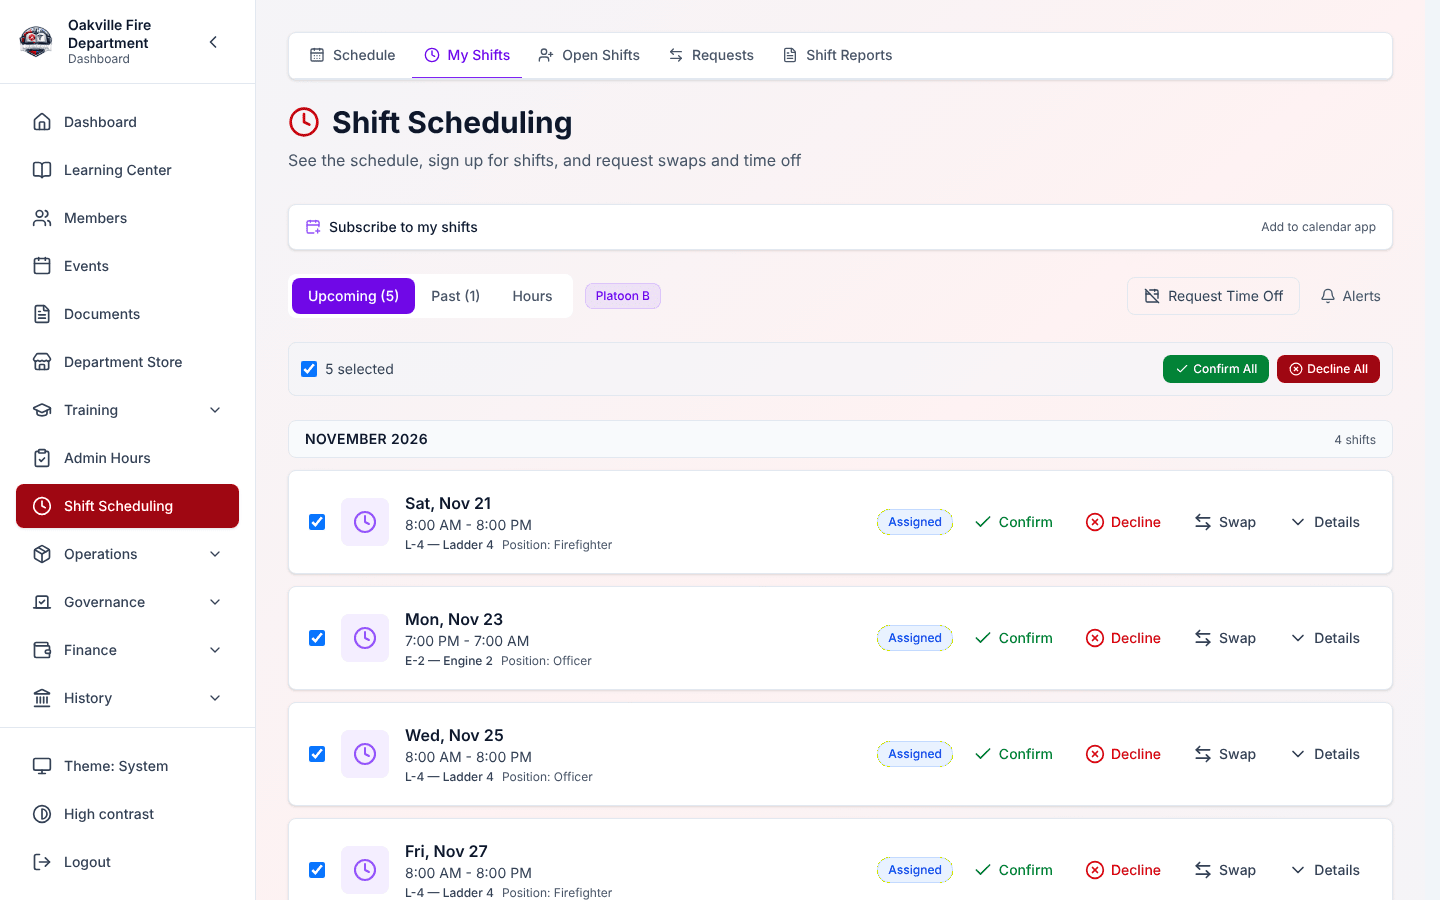 Oakville Fire
Department
Dashboard
Dashboard
Learning Center
Members
Events
Documents
Department Store
Training
Admin Hours
Shift Scheduling
Operations
Governance
Finance
History
Theme: System
High contrast
Logout
Schedule
My Shifts
Open Shifts
Requests
Shift Reports
Shift Scheduling
See the schedule, sign up for shifts, and request swaps and time off
Subscribe to my shifts
Add to calendar app
Upcoming (5)
Past (1)
Hours
Platoon B
Request Time Off
Alerts
5 selected
Confirm All
Decline All
NOVEMBER 2026
4 shifts
Sat, Nov 21
8:00 AM - 8:00 PM
L-4 — Ladder 4 Position: Firefighter
Assigned
Confirm
Decline
Swap
Details
Mon, Nov 23
7:00 PM - 7:00 AM
E-2 — Engine 2 Position: Officer
Assigned
Confirm
Decline
Swap
Details
Wed, Nov 25
8:00 AM - 8:00 PM
L-4 — Ladder 4 Position: Officer
Assigned
Confirm
Decline
Swap
Details
Fri, Nov 27
8:00 AM - 8:00 PM
L-4 — Ladder 4 Position: Firefighter
Assigned
Confirm
Decline
Swap
Details